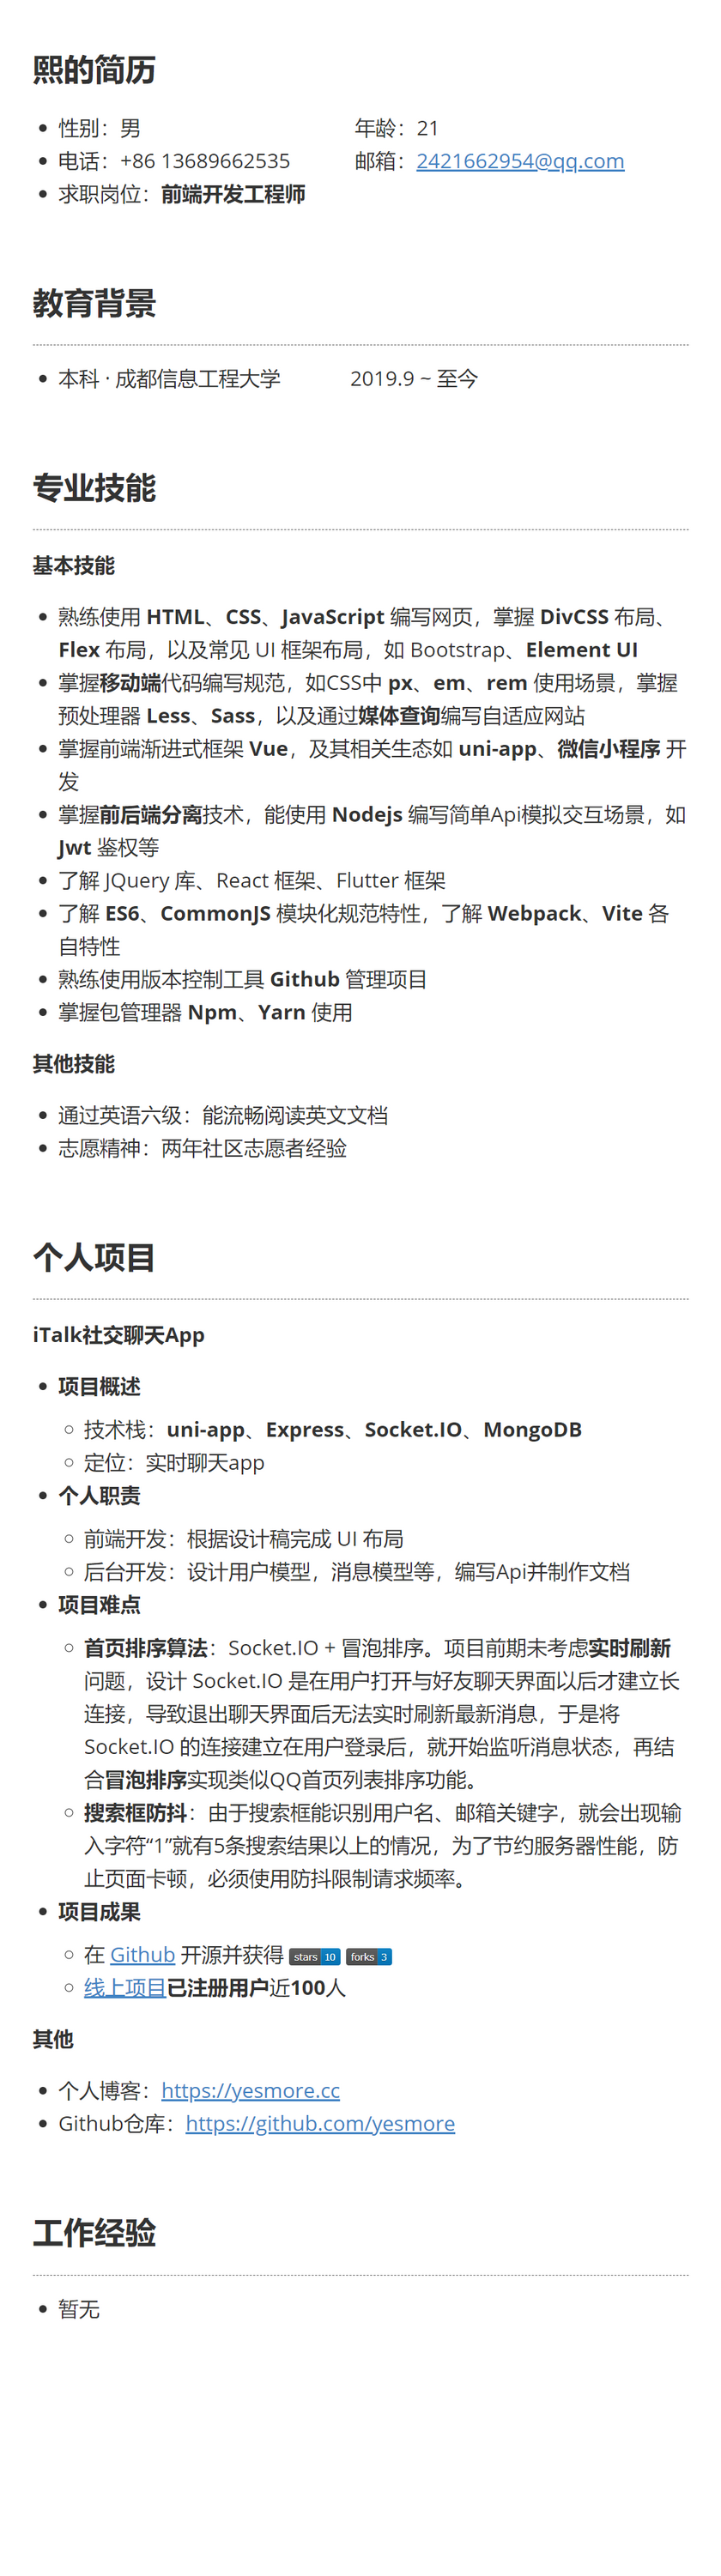 熙的简历
性别：男 年龄：21
电话：+86 13689662535 邮箱：2421662954@qq.com
求职岗位：前端开发工程师
教育背景
本科 · 成都信息工程大学 2019.9 ~ 至今
专业技能
基本技能
熟练使用 HTML、CSS、JavaScript 编写网页，掌握 DivCSS 布局、
Flex 布局，以及常见 UI 框架布局，如 Bootstrap、Element UI
掌握移动端代码编写规范，如CSS中 px、em、rem 使用场景，掌握
预处理器 Less、Sass，以及通过媒体查询编写自适应网站
掌握前端渐进式框架 Vue，及其相关生态如 uni-app、微信小程序 开
发
掌握前后端分离技术，能使用 Nodejs 编写简单Api模拟交互场景，如
Jwt 鉴权等
了解 JQuery 库、React 框架、Flutter 框架
了解 ES6、CommonJS 模块化规范特性，了解 Webpack、Vite 各
自特性
熟练使用版本控制工具 Github 管理项目
掌握包管理器 Npm、Yarn 使用
其他技能
通过英语六级：能流畅阅读英文文档
志愿精神：两年社区志愿者经验
个人项目
iTalk社交聊天App
项目概述
技术栈：uni-app、Express、Socket.IO、MongoDB
定位：实时聊天app
个人职责
前端开发：根据设计稿完成 UI 布局
后台开发：设计用户模型，消息模型等，编写Api并制作文档
项目难点
首页排序算法：Socket.IO + 冒泡排序。项目前期未考虑实时刷新
问题，设计 Socket.IO 是在用户打开与好友聊天界面以后才建立长
连接，导致退出聊天界面后无法实时刷新最新消息，于是将
Socket.IO 的连接建立在用户登录后，就开始监听消息状态，再结
合冒泡排序实现类似QQ首页列表排序功能。
搜索框防抖：由于搜索框能识别用户名、邮箱关键字，就会出现输
入字符“1”就有5条搜索结果以上的情况，为了节约服务器性能，防
止页面卡顿，必须使用防抖限制请求频率。
项目成果
在 Github 开源并获得 stars 10 forks 3
线上项目已注册用户近100人
其他
个人博客：https://yesmore.cc
Github仓库：https://github.com/yesmore
工作经验
暂无